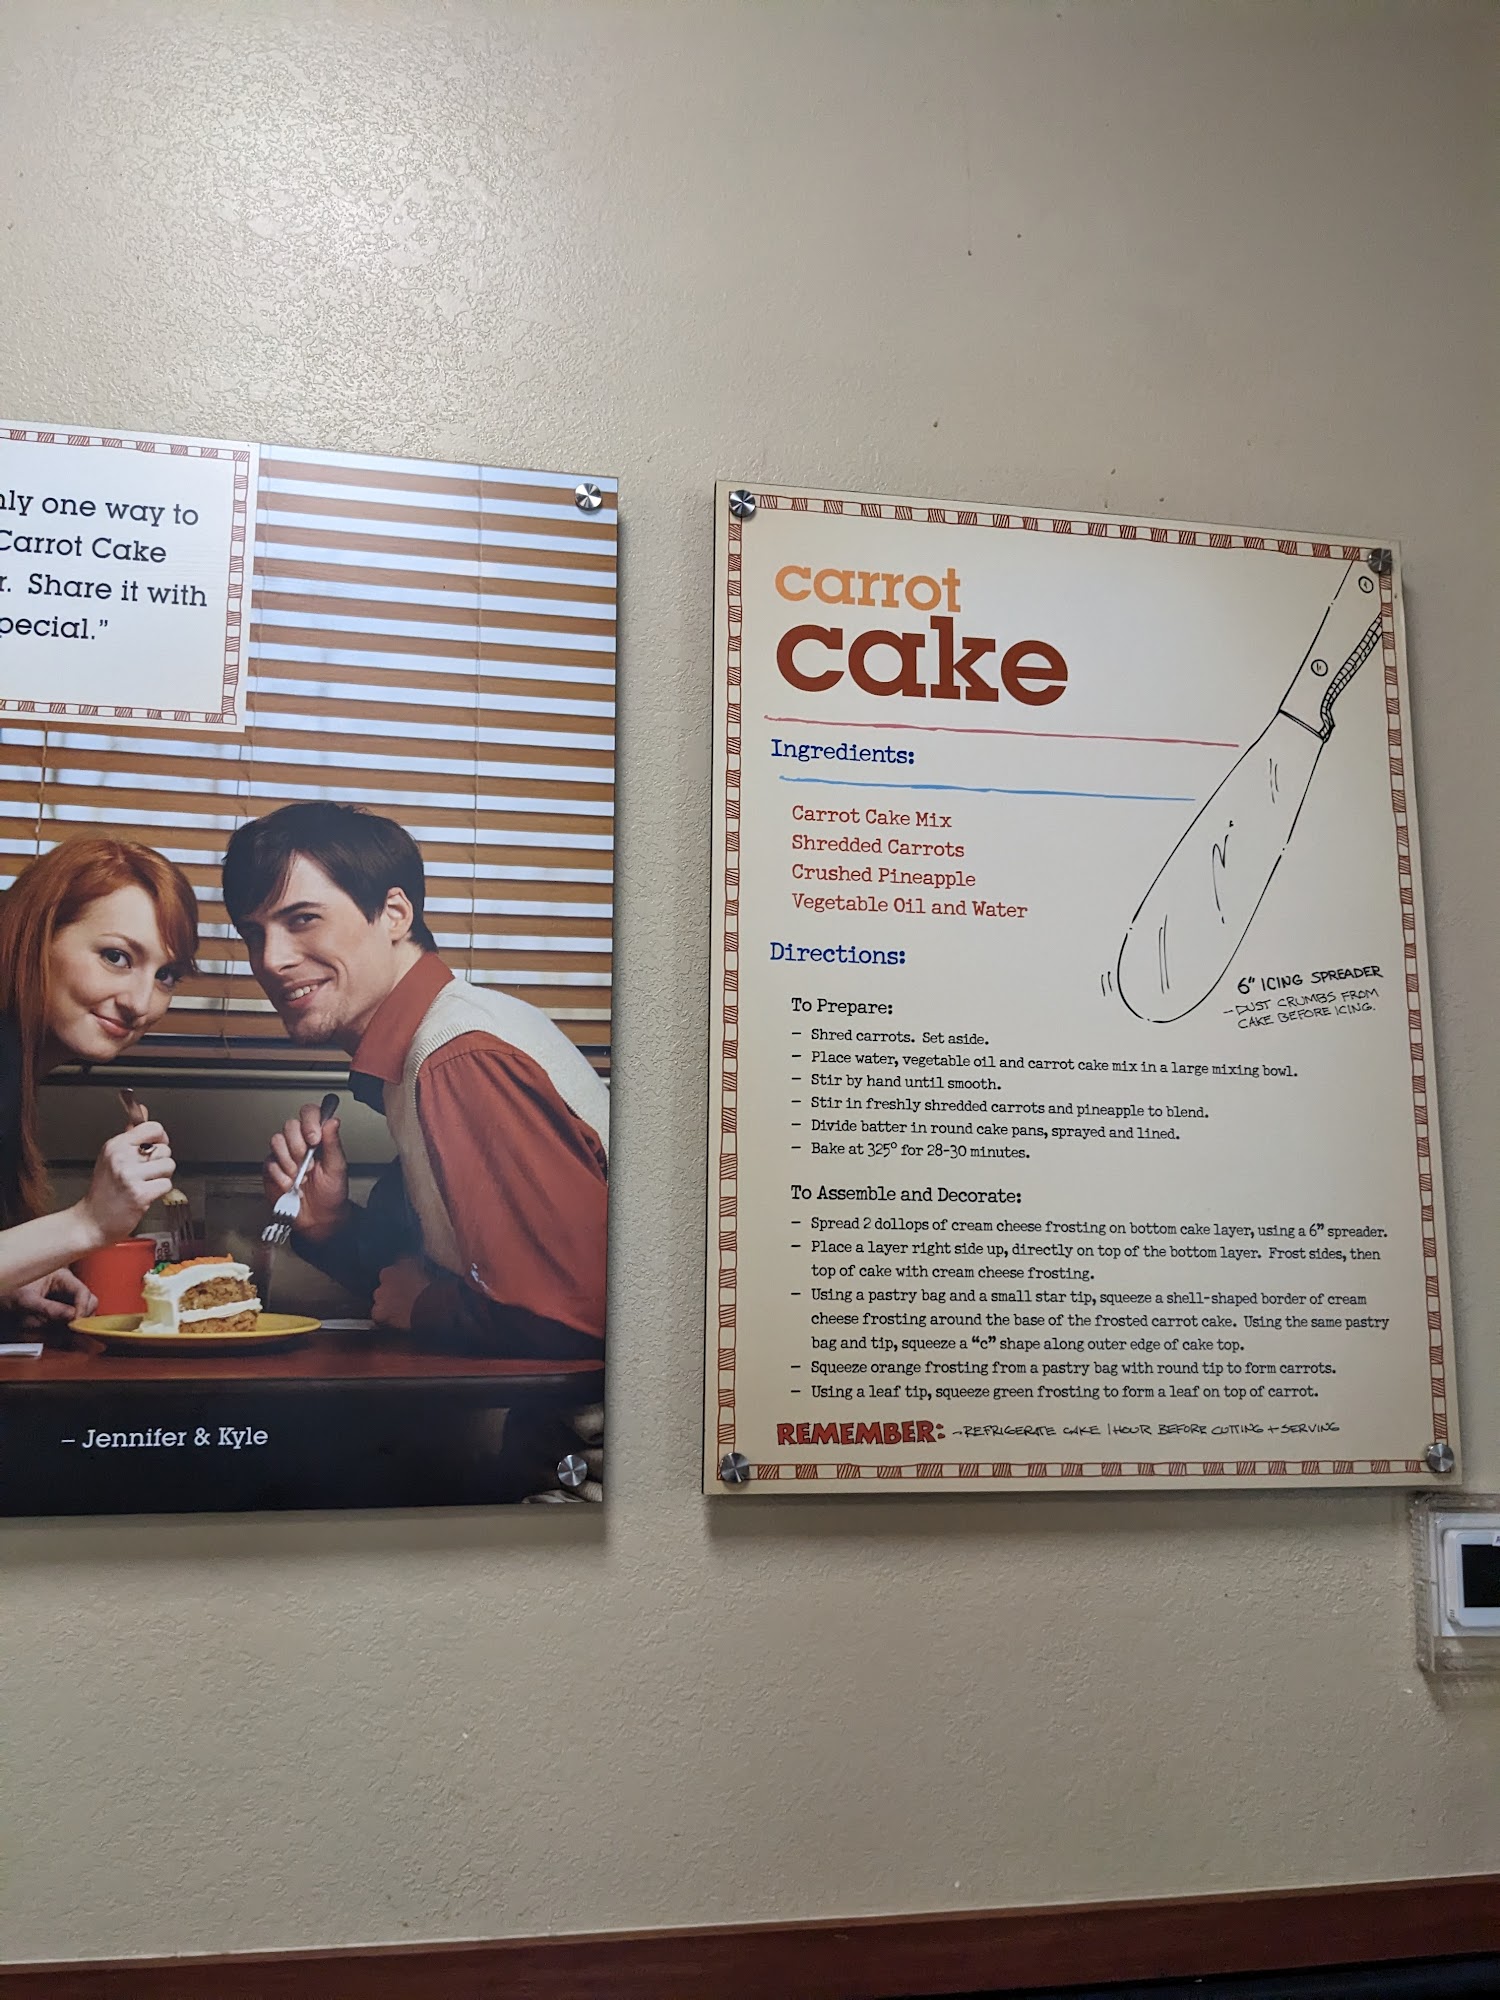 nly one way to
Carrot Cake
r. Share it with
pecial.”
– Jennifer & Kyle
carrot
cake
Ingredients:
Carrot Cake Mix
Shredded Carrots
Crushed Pineapple
Vegetable Oil and Water
6" ICING SPREADER
– DUST CRUMBS FROM
CAKE BEFORE ICING.
Directions:
To Prepare:
– Shred carrots. Set aside.
– Place water, vegetable oil and carrot cake mix in a large mixing bowl.
– Stir by hand until smooth.
– Stir in freshly shredded carrots and pineapple to blend.
– Divide batter in round cake pans, sprayed and lined.
– Bake at 325° for 28-30 minutes.
To Assemble and Decorate:
– Spread 2 dollops of cream cheese frosting on bottom cake layer, using a 6” spreader.
– Place a layer right side up, directly on top of the bottom layer. Frost sides, then
top of cake with cream cheese frosting.
– Using a pastry bag and a small star tip, squeeze a shell-shaped border of cream
cheese frosting around the base of the frosted carrot cake. Using the same pastry
bag and tip, squeeze a “c” shape along outer edge of cake top.
– Squeeze orange frosting from a pastry bag with round tip to form carrots.
– Using a leaf tip, squeeze green frosting to form a leaf on top of carrot.
REMEMBER: – REFRIGERATE CAKE 1 HOUR BEFORE CUTTING + SERVING